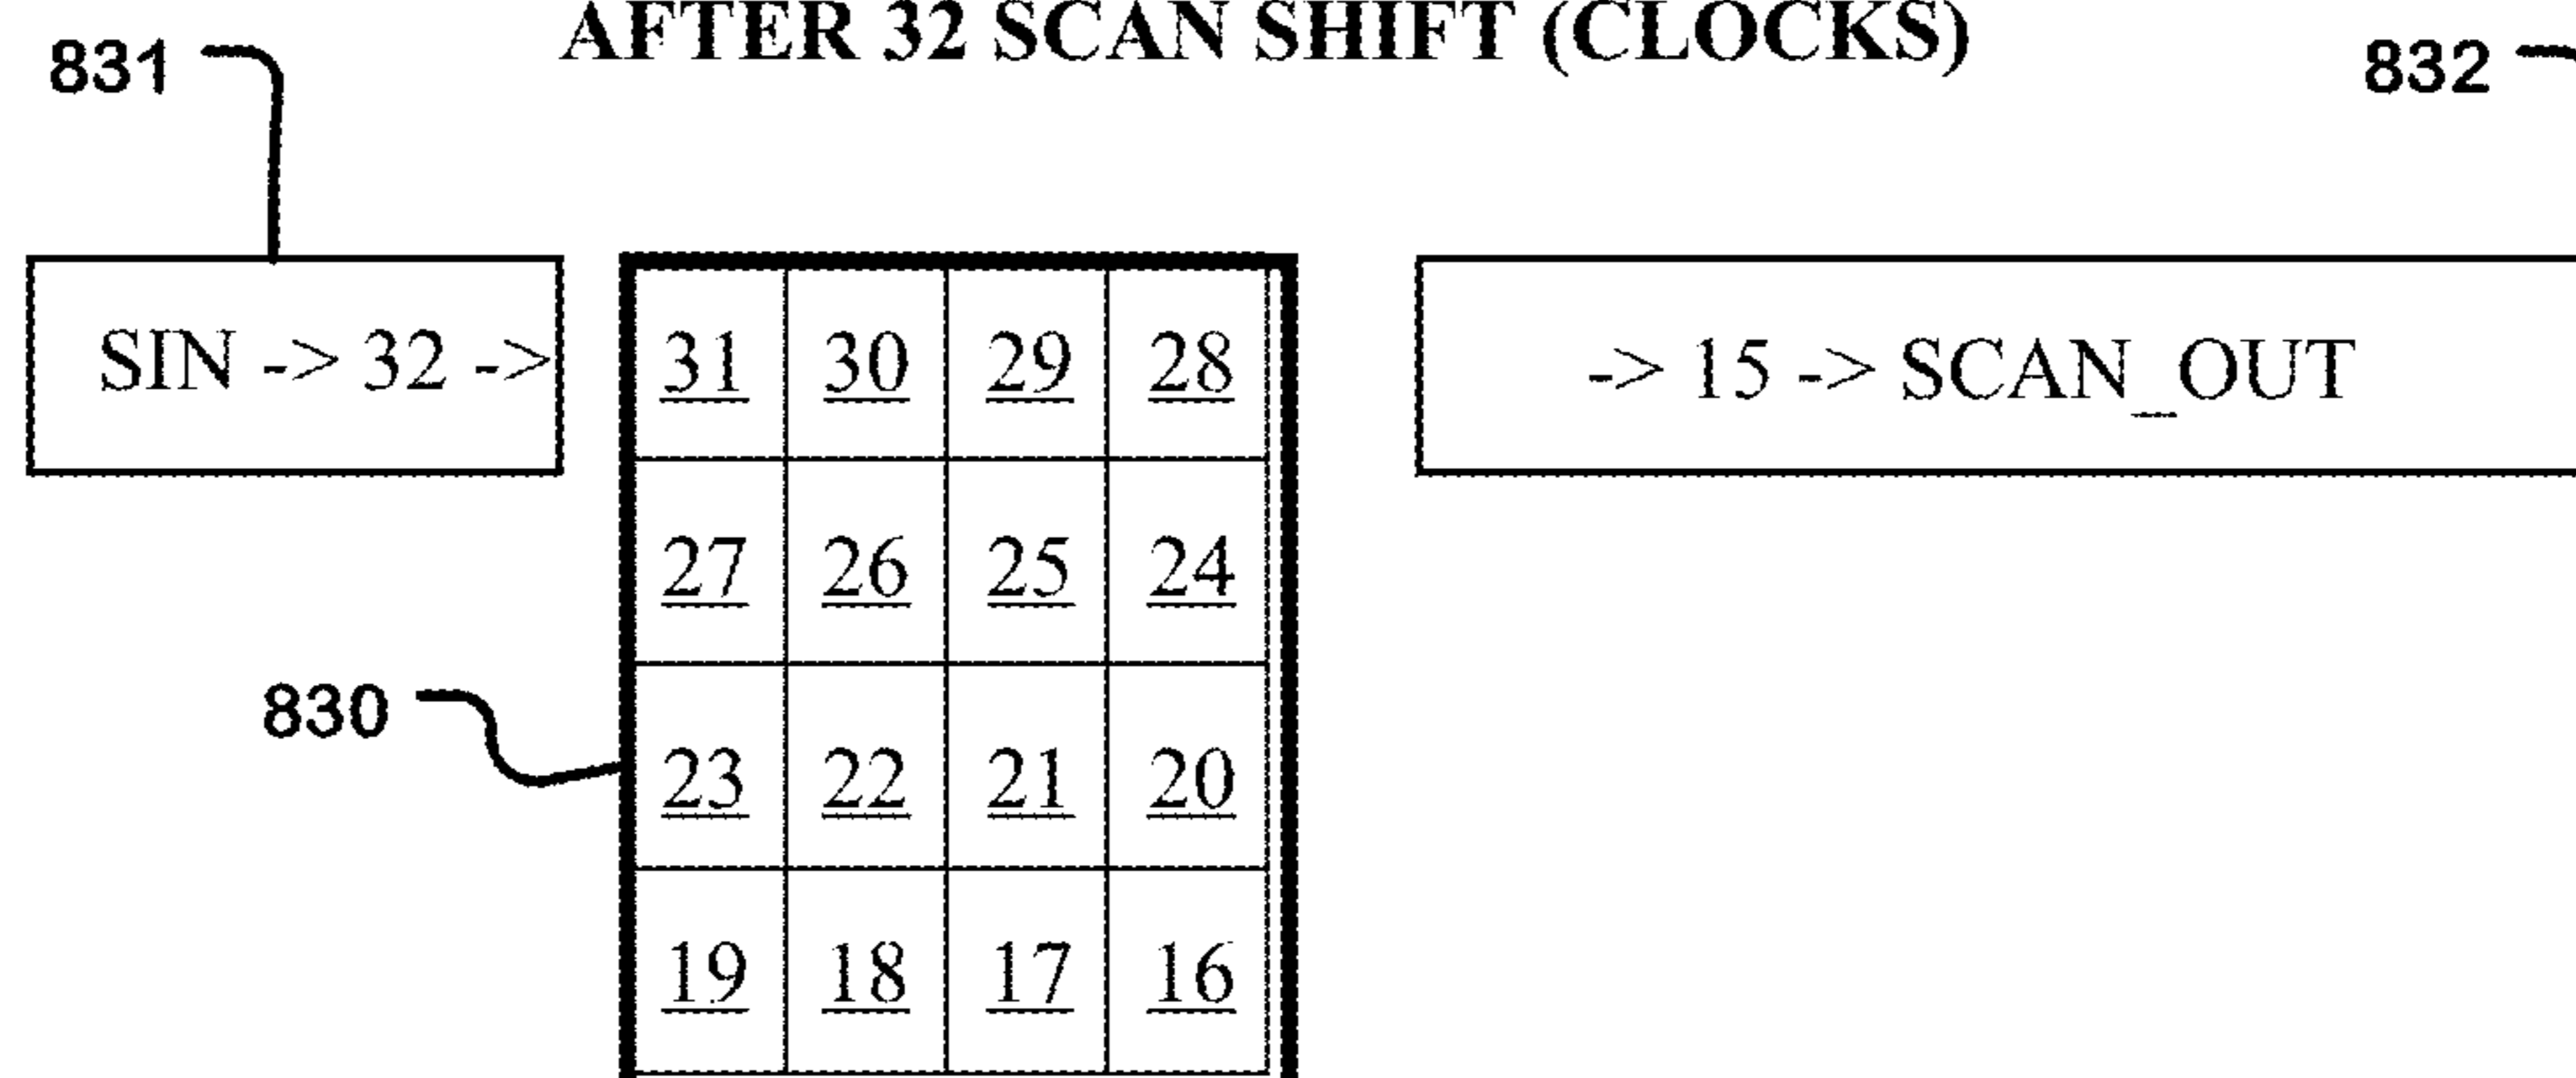 AFTER 32 SCAN SHIFT (CLOCKS)
831
832
SIN -> 32 ->
31 30 29 28
-> 15 -> SCAN_OUT
27 26 25 24
830
23 22 21 20
19 18 17 16